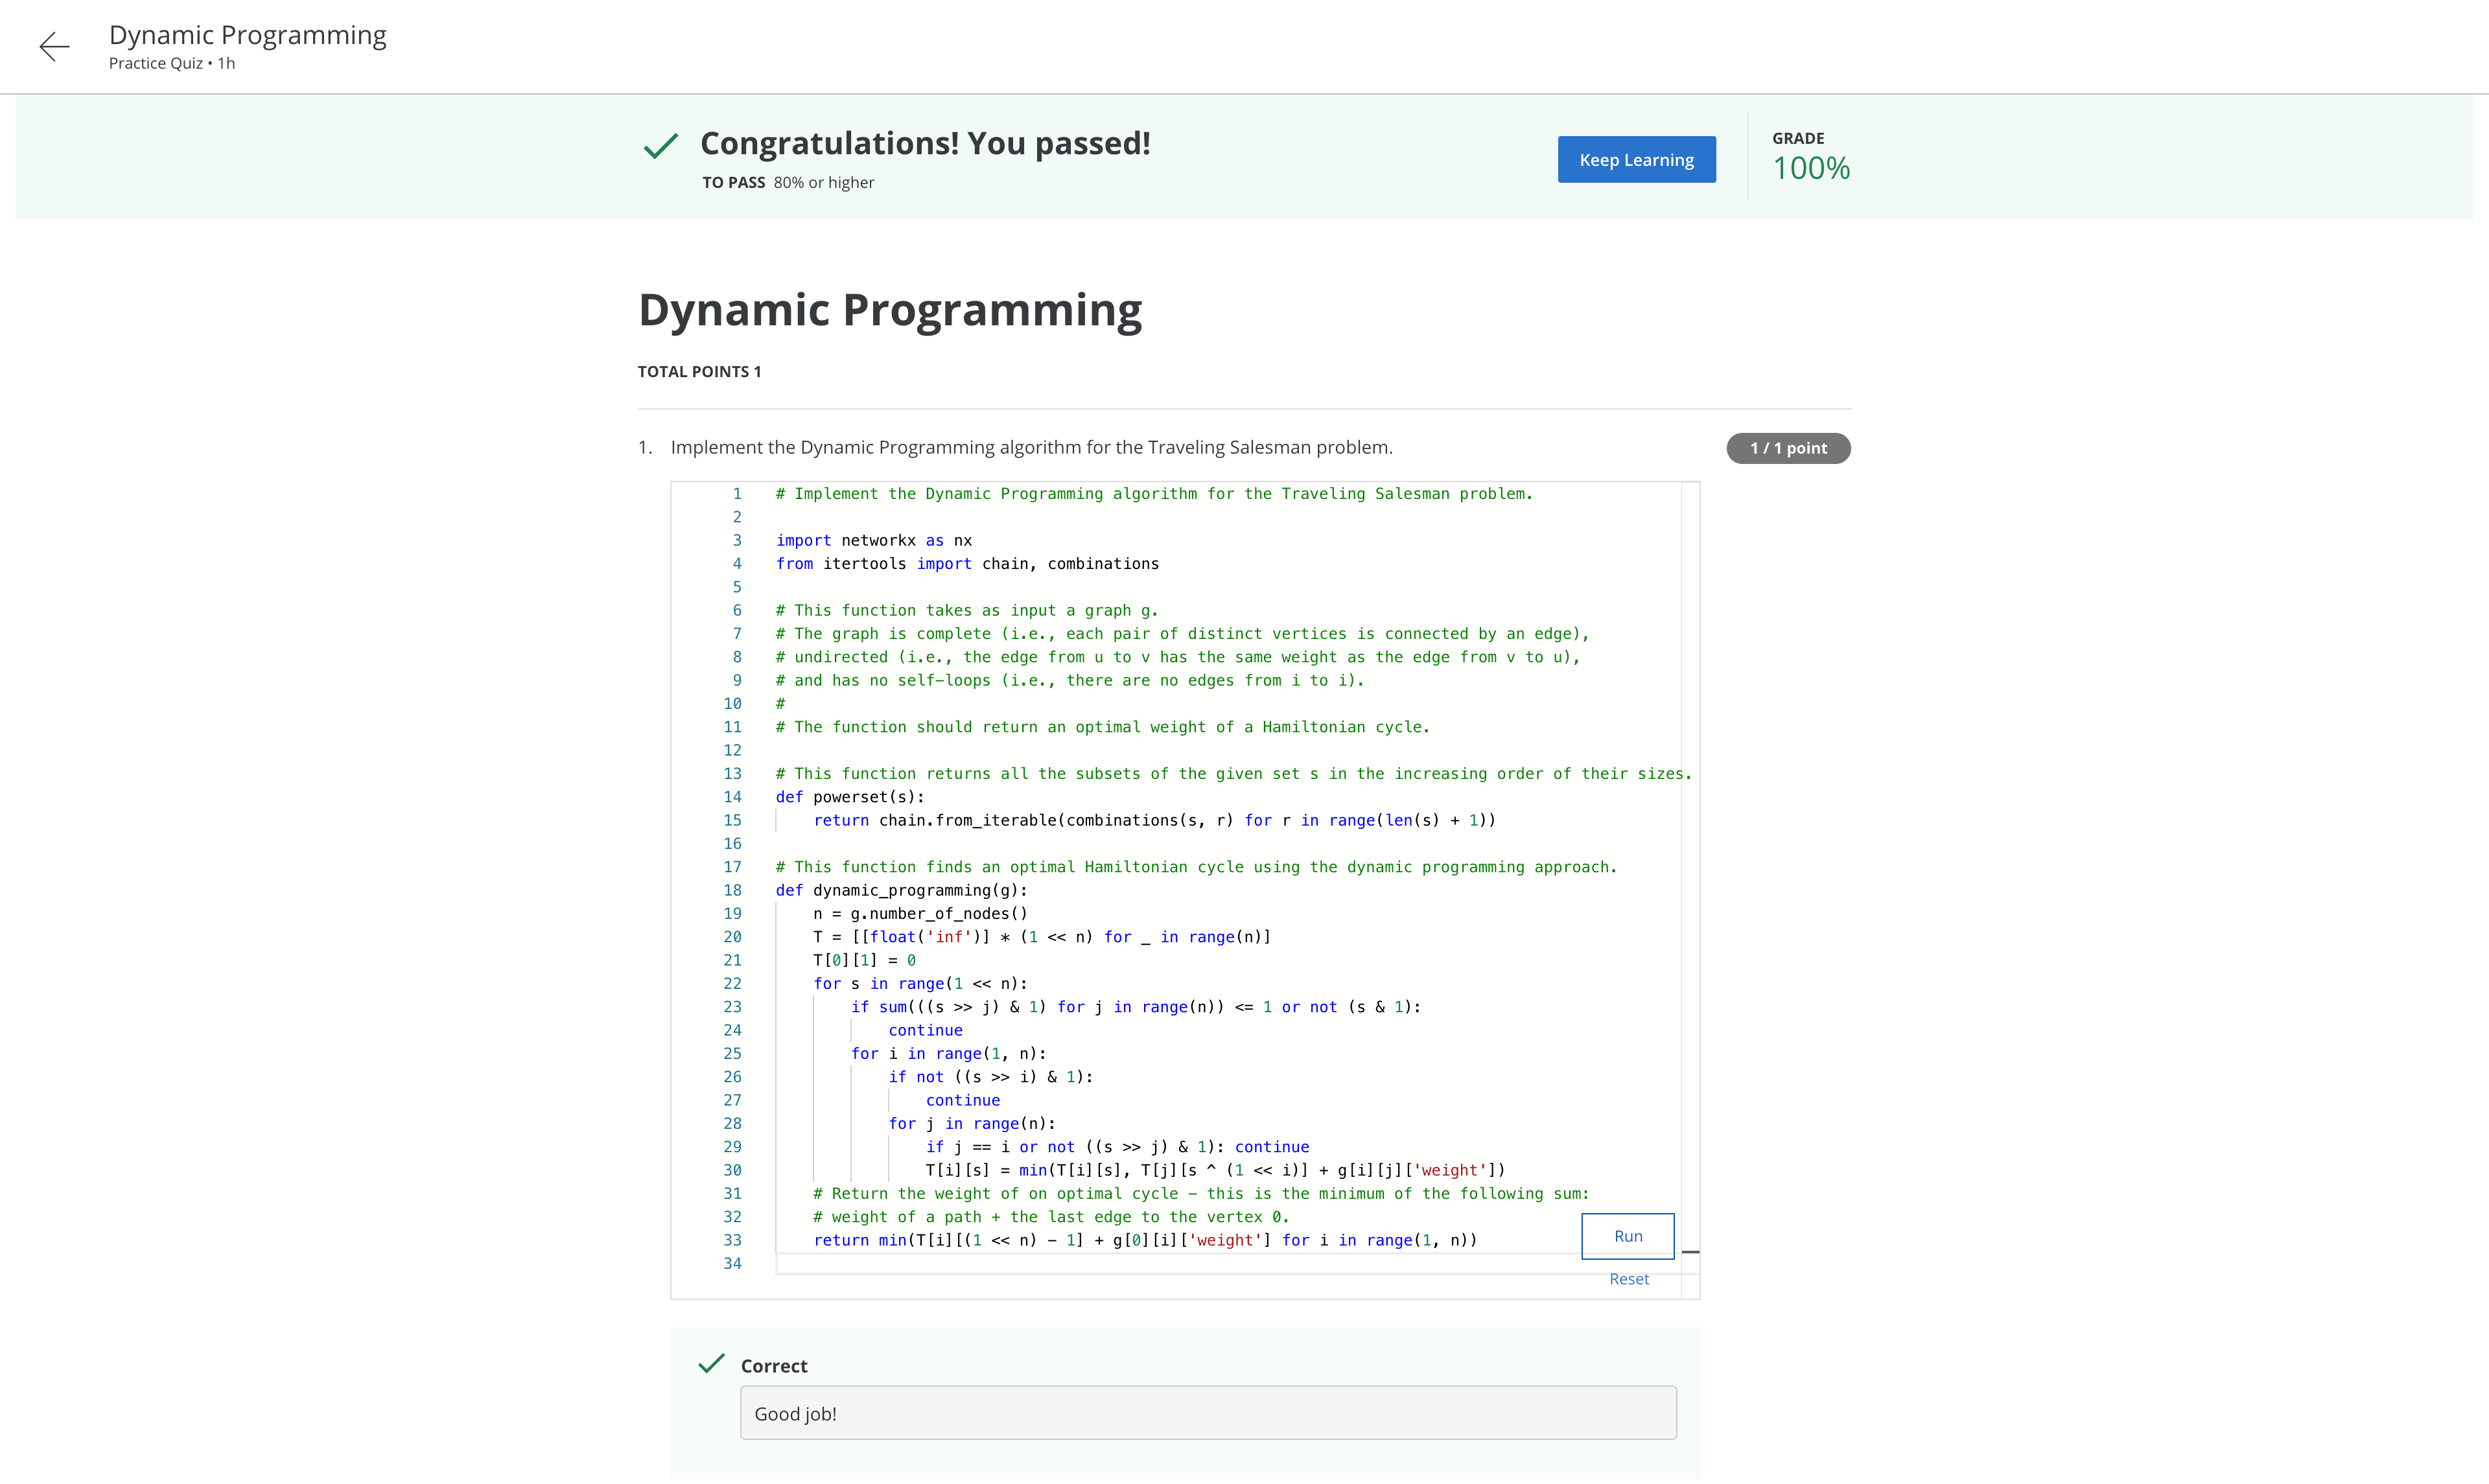 Dynamic Programming
Practice Quiz • 1h
Congratulations! You passed!
TO PASS 80% or higher
Keep Learning
GRADE
100%
Dynamic Programming
TOTAL POINTS 1
1. Implement the Dynamic Programming algorithm for the Traveling Salesman problem.
1 / 1 point
1 # Implement the Dynamic Programming algorithm for the Traveling Salesman problem.
2
3 import networkx as nx
4 from itertools import chain, combinations
5
6 # This function takes as input a graph g.
7 # The graph is complete (i.e., each pair of distinct vertices is connected by an edge),
8 # undirected (i.e., the edge from u to v has the same weight as the edge from v to u),
9 # and has no self-loops (i.e., there are no edges from i to i).
10 #
11 # The function should return an optimal weight of a Hamiltonian cycle.
12
13 # This function returns all the subsets of the given set s in the increasing order of their sizes.
14 def powerset(s):
15     return chain.from_iterable(combinations(s, r) for r in range(len(s) + 1))
16
17 # This function finds an optimal Hamiltonian cycle using the dynamic programming approach.
18 def dynamic_programming(g):
19     n = g.number_of_nodes()
20     T = [[float('inf')] * (1 << n) for _ in range(n)]
21     T[0][1] = 0
22     for s in range(1 << n):
23         if sum(((s >> j) & 1) for j in range(n)) <= 1 or not (s & 1):
24             continue
25         for i in range(1, n):
26             if not ((s >> i) & 1):
27                 continue
28             for j in range(n):
29                 if j == i or not ((s >> j) & 1): continue
30                 T[i][s] = min(T[i][s], T[j][s ^ (1 << i)] + g[i][j]['weight'])
31     # Return the weight of on optimal cycle - this is the minimum of the following sum:
32     # weight of a path + the last edge to the vertex 0.
33     return min(T[i][(1 << n) - 1] + g[0][i]['weight'] for i in range(1, n))
34
Run
Reset
Correct
Good job!